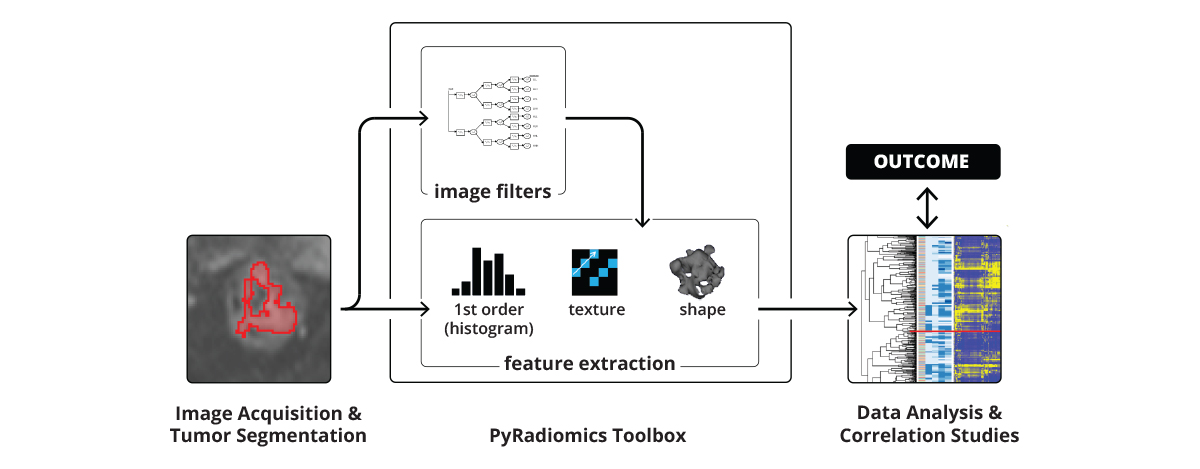 image filters
OUTCOME
1st order
(histogram)
texture
shape
feature extraction
Image Acquisition &
Tumor Segmentation
PyRadiomics Toolbox
Data Analysis &
Correlation Studies